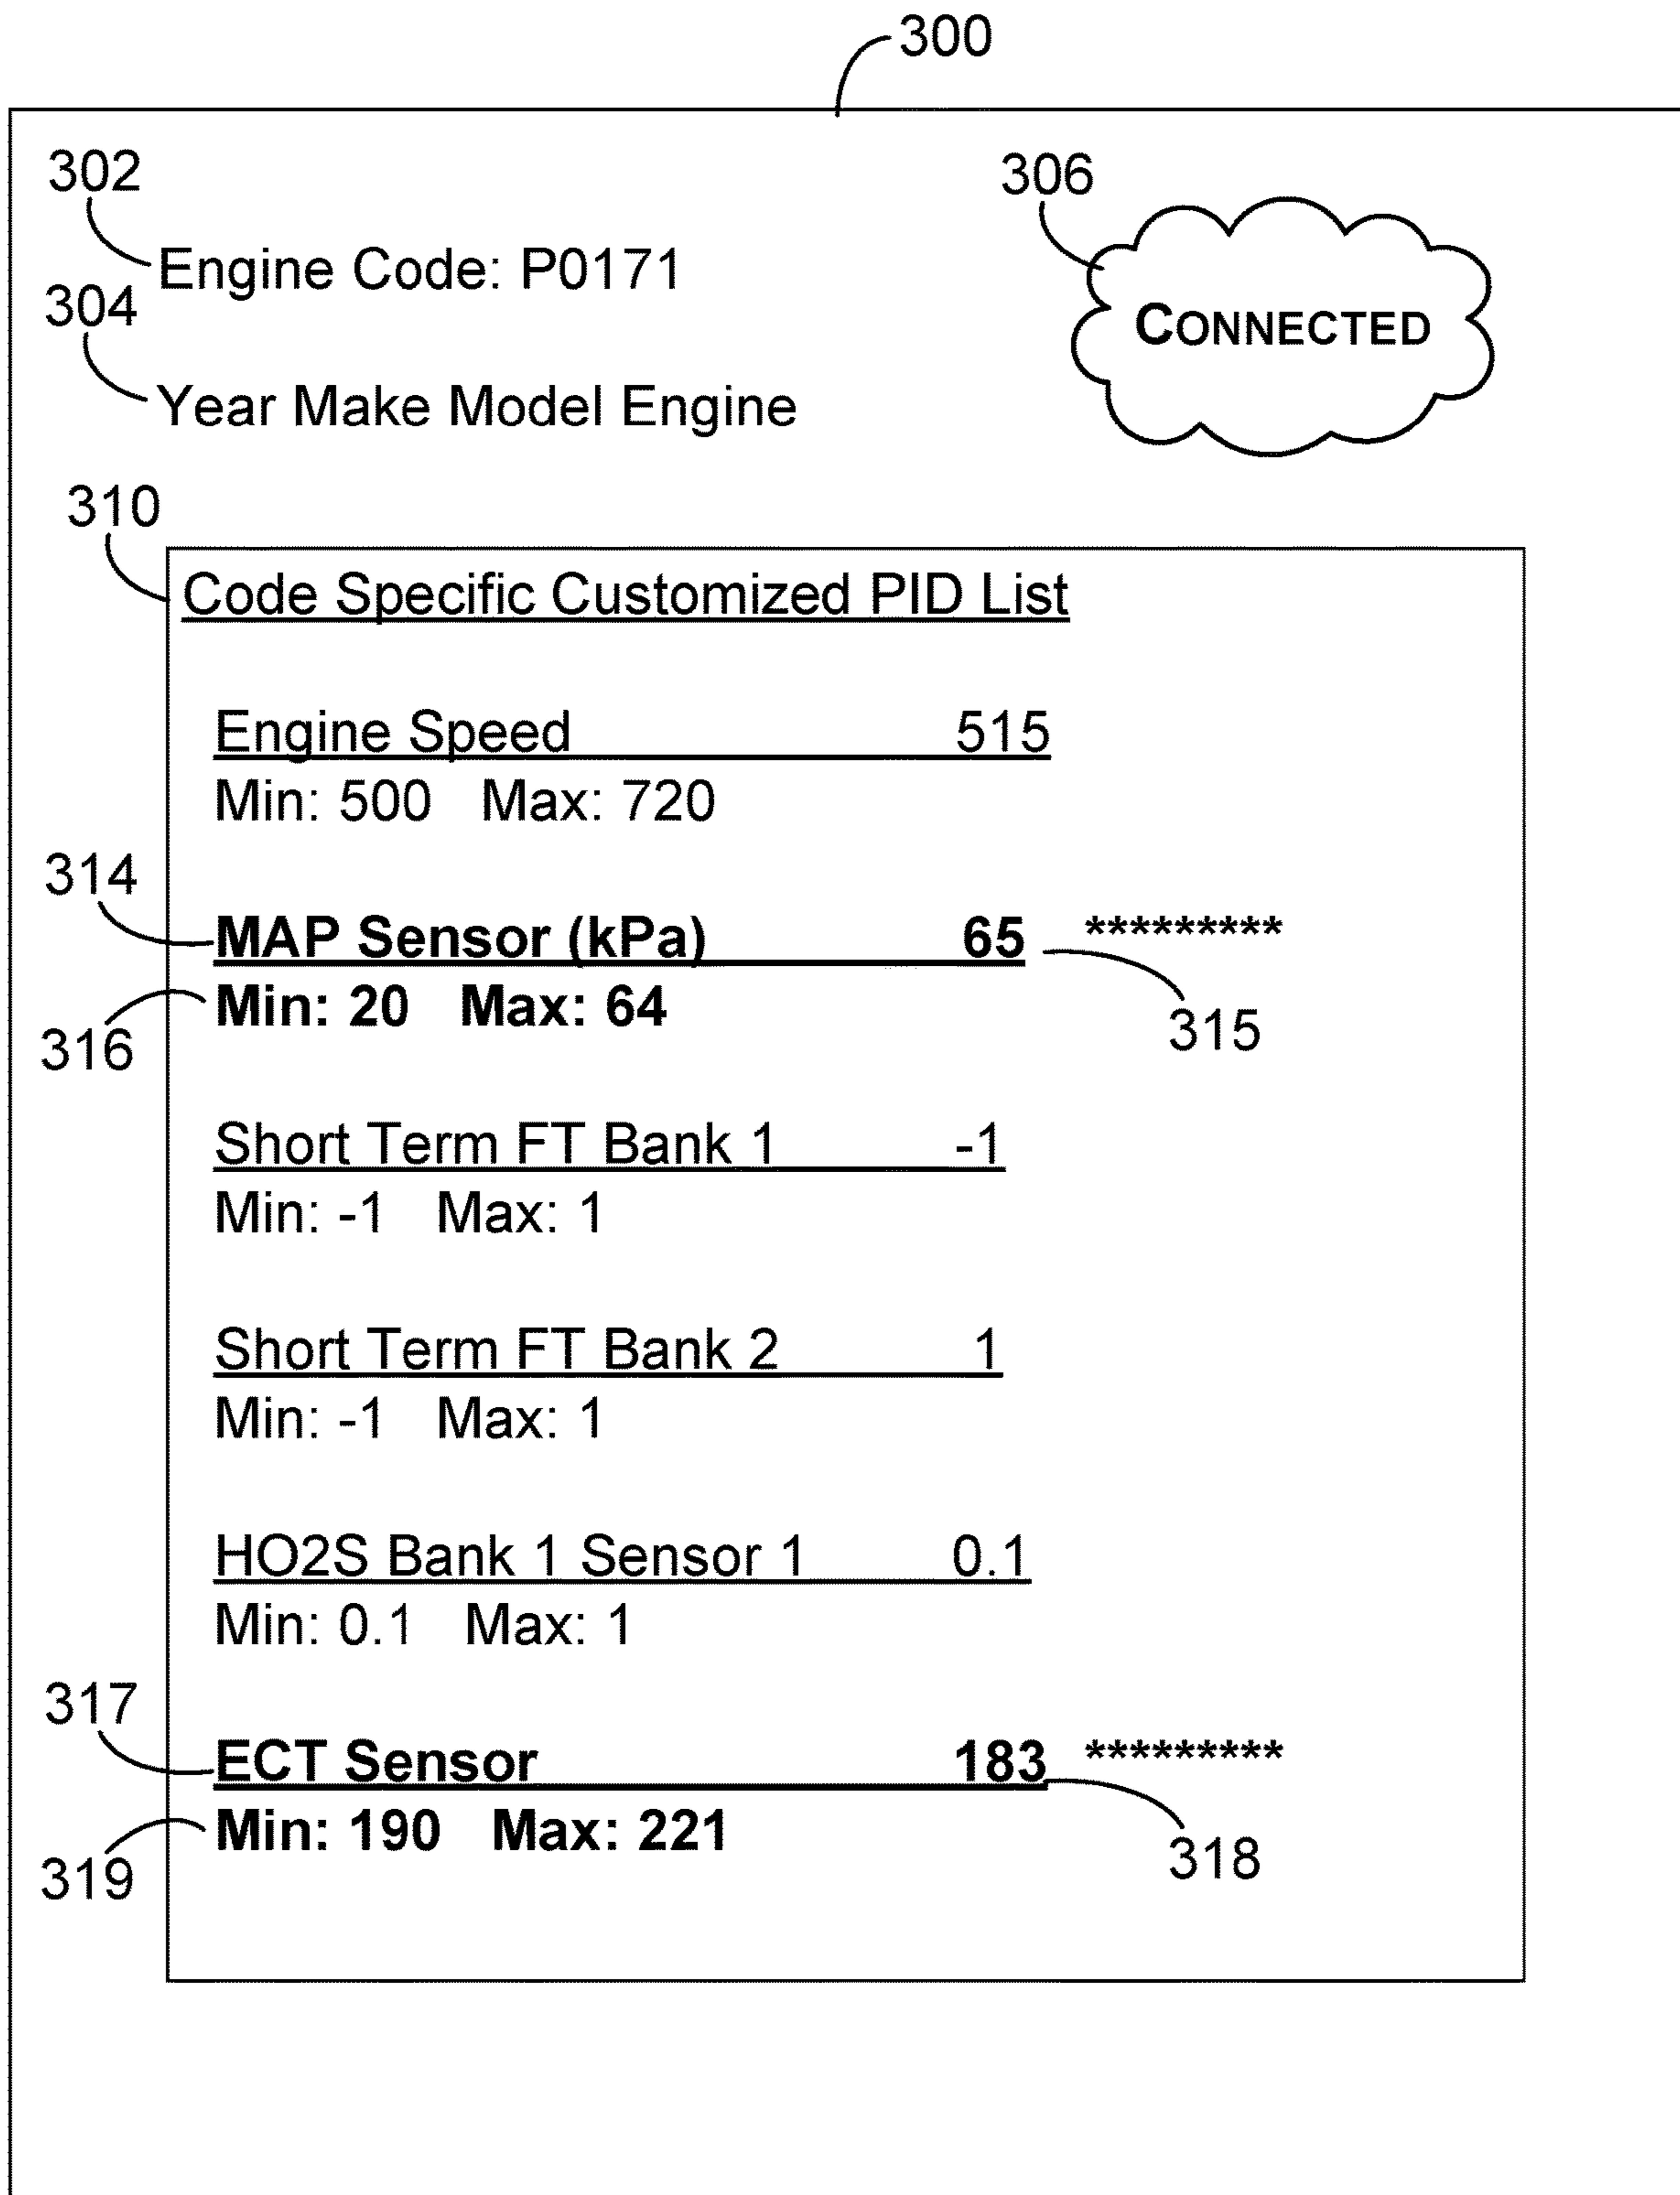 300
302
306
Engine Code: P0171
304
CONNECTED
Year Make Model Engine
310
Code Specific Customized PID List
Engine Speed 515
Min: 500 Max: 720
314
MAP Sensor (kPa) 65 *********
Min: 20 Max: 64
316
315
Short Term FT Bank 1 -1
Min: -1 Max: 1
Short Term FT Bank 2 1
Min: -1 Max: 1
HO2S Bank 1 Sensor 1 0.1
Min: 0.1 Max: 1
317
ECT Sensor 183 *********
Min: 190 Max: 221
319
318